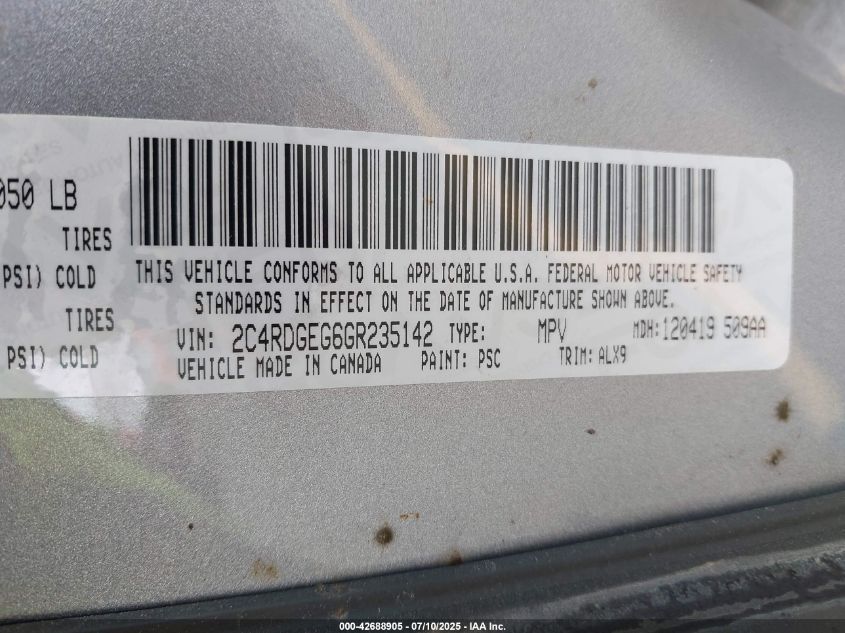 050 LB
TIRES
PSI) COLD
TIRES
PSI) COLD
THIS VEHICLE CONFORMS TO ALL APPLICABLE U.S.A. FEDERAL MOTOR VEHICLE SAFETY
STANDARDS IN EFFECT ON THE DATE OF MANUFACTURE SHOWN ABOVE.
VIN: 2C4RDGEG6GR235142 TYPE: MPV MDH: 120419 509AA
VEHICLE MADE IN CANADA PAINT: PSC TRIM: ALX9
000-42688905 - 07/10/2025 - IAA Inc.